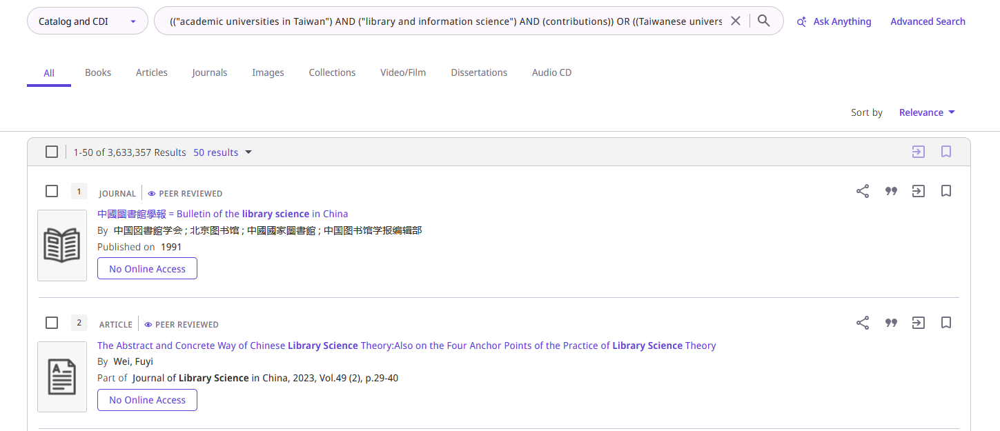 Catalog and CDI
(("academic universities in Taiwan") AND ("library and information science") AND (contributions)) OR ((Taiwanese univers
Ask Anything
Advanced Search
All Books Articles Journals Images Collections Video/Film Dissertations Audio CD
Sort by Relevance
1-50 of 3,633,357 Results 50 results
1 JOURNAL PEER REVIEWED
中國圖書館學報 = Bulletin of the library science in China
By 中国図書館学会 ; 北京图书馆 ; 中國國家圖書館 ; 中国图书馆学报编辑部
Published on 1991
No Online Access
2 ARTICLE PEER REVIEWED
The Abstract and Concrete Way of Chinese Library Science Theory:Also on the Four Anchor Points of the Practice of Library Science Theory
By Wei, Fuyi
Part of Journal of Library Science in China, 2023, Vol.49 (2), p.29-40
No Online Access